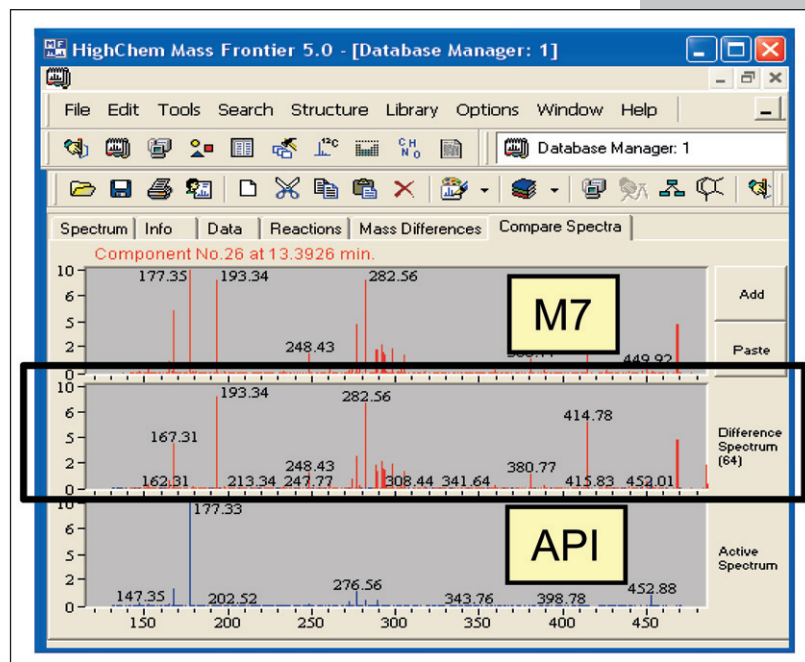 HighChem Mass Frontier 5.0 - [Database Manager: 1]
File Edit Tools Search Structure Library Options Window Help
Database Manager: 1
Spectrum Info Data Reactions Mass Differences Compare Spectra
Component No.26 at 13.3926 min.
10
177.35 193.34 282.56
Add
6
M7
5
Paste
2
248.43
449.92
0
10
193.34 282.56
6
414.78
5
167.31
Difference
Spectrum
(64)
2
248.43 380.77
162.31 213.34 247.77 308.44 341.64 415.83 452.01
0
10
177.33
6
API
5
Active
Spectrum
2
276.56
147.35 202.52 343.76 398.78 452.88
0
150 200 250 300 350 400 450